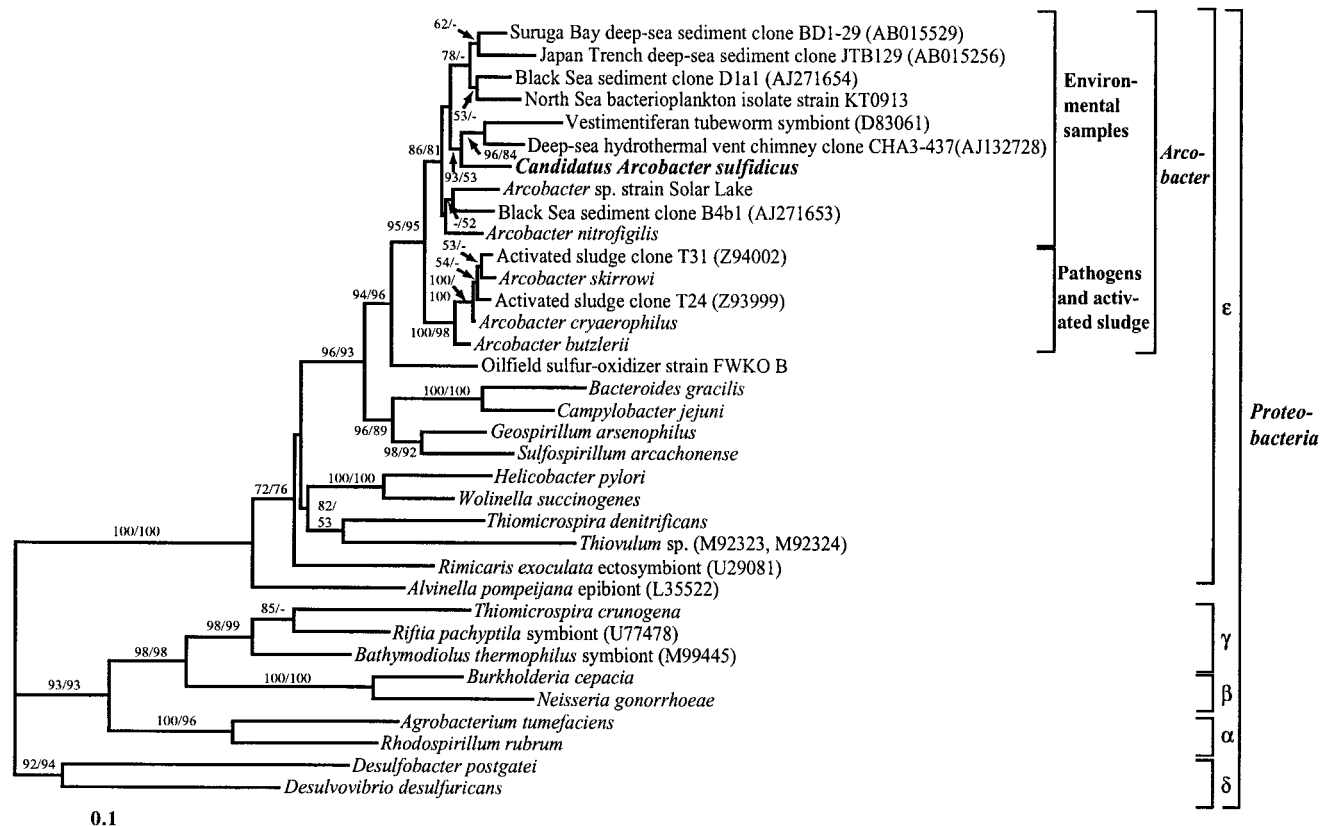 62/-
Suruga Bay deep-sea sediment clone BD1-29 (AB015529)
Japan Trench deep-sea sediment clone JTB129 (AB015256)
78/-
Black Sea sediment clone D1a1 (AJ271654)
North Sea bacterioplankton isolate strain KT0913
53/-
Vestimentiferan tubeworm symbiont (D83061)
Deep-sea hydrothermal vent chimney clone CHA3-437(AJ132728)
96/84
86/81
Candidatus Arcobacter sulfidicus
93/53
Arcobacter sp. strain Solar Lake
Black Sea sediment clone B4b1 (AJ271653)
-/52
95/95
Arcobacter nitrofigilis
53/-
Activated sludge clone T31 (Z94002)
54/-
Arcobacter skirrowi
100/
100
Activated sludge clone T24 (Z93999)
94/96
Arcobacter cryaerophilus
100/98
Arcobacter butzlerii
96/93
Oilfield sulfur-oxidizer strain FWKO B
100/100
Bacteroides gracilis
Campylobacter jejuni
96/89
Geospirillum arsenophilus
98/92
Sulfospirillum arcachonense
Helicobacter pylori
100/100
72/76
Wolinella succinogenes
82/
53
Thiomicrospira denitrificans
100/100
Thiovulum sp. (M92323, M92324)
Rimicaris exoculata ectosymbiont (U29081)
Alvinella pompeijana epibiont (L35522)
85/-
Thiomicrospira crunogena
98/99
Riftia pachyptila symbiont (U77478)
98/98
Bathymodiolus thermophilus symbiont (M99445)
100/100
Burkholderia cepacia
93/93
Neisseria gonorrhoeae
100/96
Agrobacterium tumefaciens
Rhodospirillum rubrum
92/94
Desulfobacter postgatei
Desulvovibrio desulfuricans
0.1
Environ-
mental
samples
Pathogens
and activ-
ated sludge
Arco-
bacter
ε
γ
β
α
δ
Proteo-
bacteria